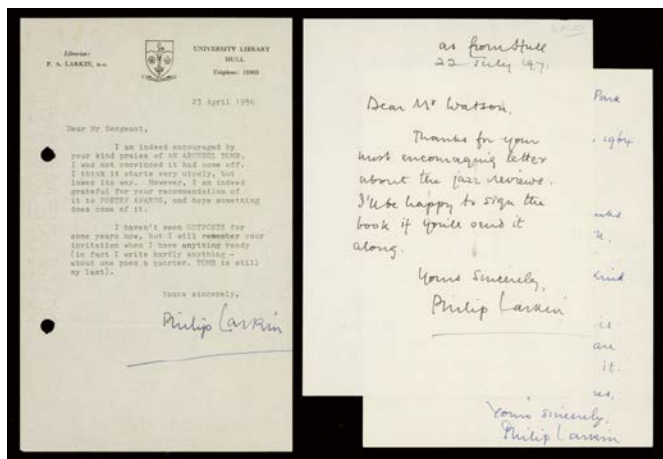 Librarian:
P. A. LARKIN, M.A.
UNIVERSITY LIBRARY
HULL
Telephone:
23 April 1956
Dear Mr Sergeant,
I am indeed encouraged by
your kind praise of AN ARUNDEL TOMB.
I was not convinced it had come off.
I think it starts very nicely, but
loses its way. However, I am indeed
grateful for your recommendation of
it to POETRY AWARDS, and hope something
does come of it.
I haven't seen OUTPOSTS for
some years now, but I will remember your
invitation when I have anything ready
(in fact I write hardly anything -
about one poem a quarter. TOMB is still
my last).
Yours sincerely,
Philip Larkin
as from Hull
22 July 1971
Dear Mr Watson,
Thanks for your
most encouraging letter
about the jazz reviews.
I'll be happy to sign the
book if you'll send it
along.
Yours sincerely,
Philip Larkin
Park
1964
kind
is
are
it.
Yours sincerely,
Philip Larkin